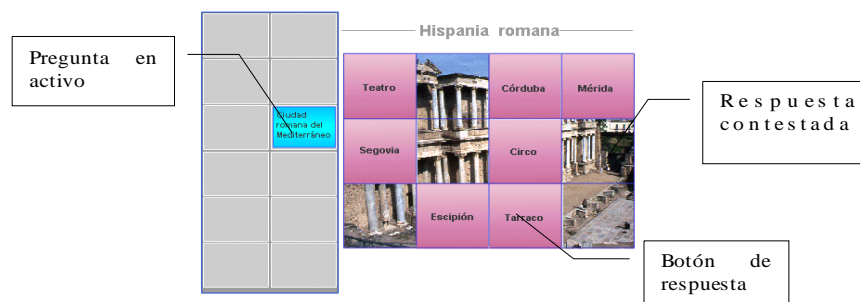 Hispania romana
Pregunta en
activo
Ciudad
romana del
Mediterráneo
Teatro
Córduba
Mérida
Respuesta
contestada
Segovia
Circo
Escipión
Tarraco
Botón de
respuesta